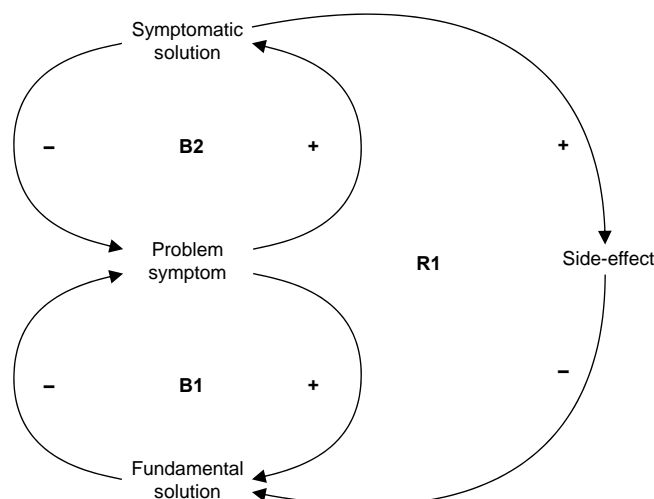 Symptomatic
solution
–
B2
+
+
Problem
symptom
R1
Side-effect
–
B1
+
–
Fundamental
solution